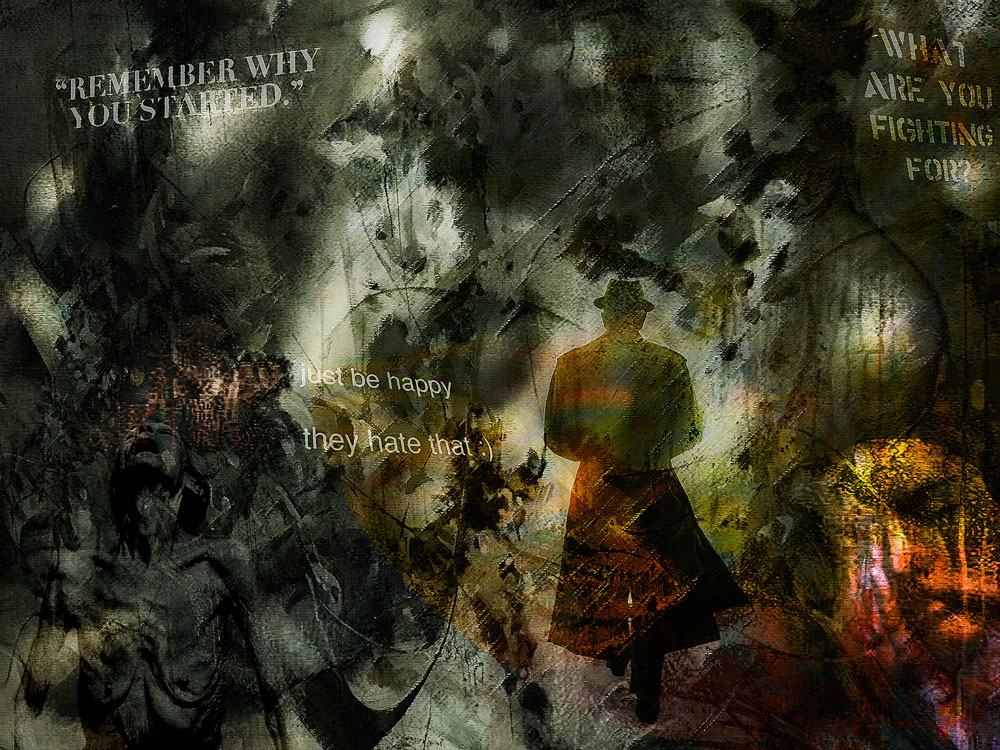 “REMEMBER WHY
YOU STARTED.”
WHAT
ARE YOU
FIGHTING
FOR?
just be happy
they hate that :)